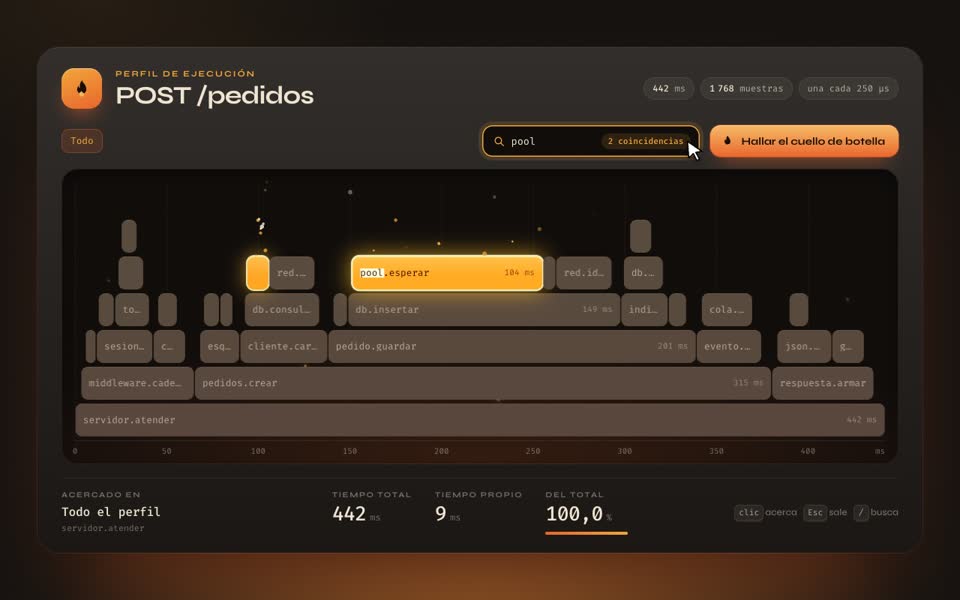 PERFIL DE EJECUCIÓN
POST /pedidos
442 ms
1 768 muestras
una cada 250 µs
Todo
pool
2 coincidencias
Hallar el cuello de botella
red.…
pool.esperar 104 ms
red.id…
db.…
to…
db.consul…
db.insertar 149 ms
indi…
cola.…
sesion…
c…
esq…
cliente.car…
pedido.guardar 201 ms
evento.…
json.…
g…
middleware.cade…
pedidos.crear 315 ms
respuesta.armar
servidor.atender 442 ms
0 50 100 150 200 250 300 350 400 ms
ACERCADO EN
Todo el perfil
servidor.atender
TIEMPO TOTAL
442 ms
TIEMPO PROPIO
9 ms
DEL TOTAL
100,0 %
clic acerca Esc sale / busca